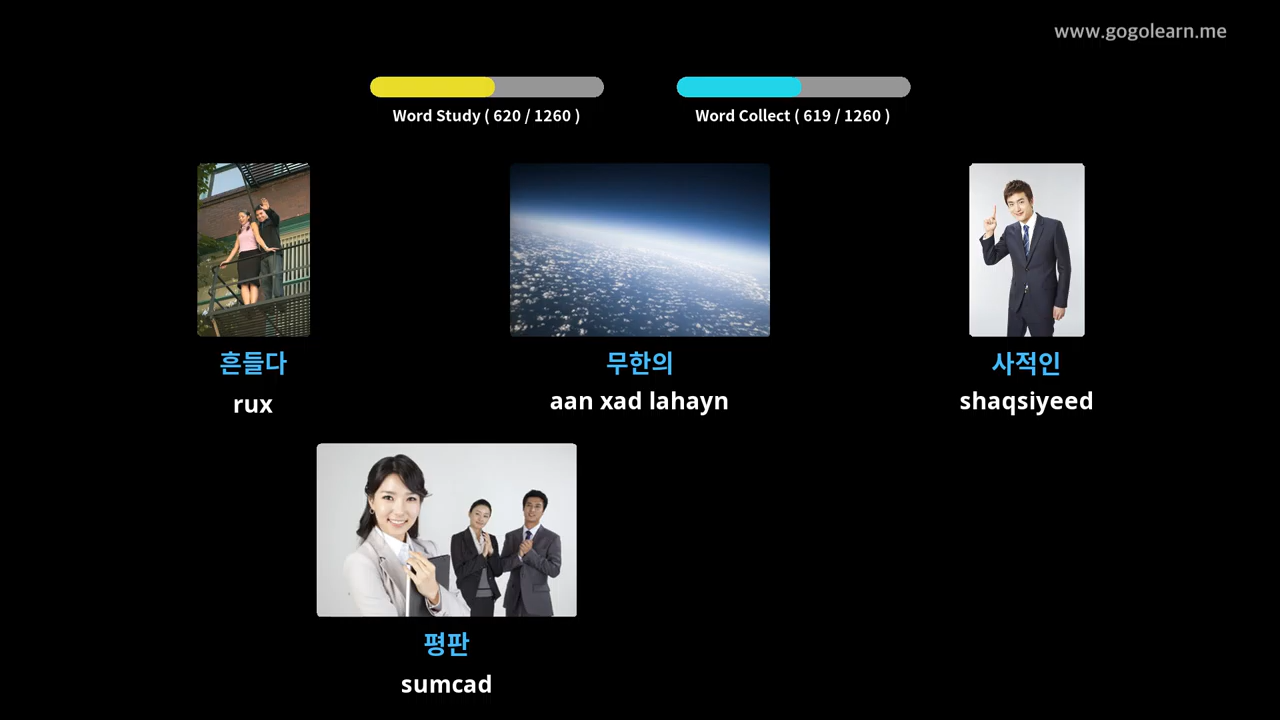 www.gogolearn.me
Word Study ( 620 / 1260 )
Word Collect ( 619 / 1260 )
흔들다
rux
무한의
aan xad lahayn
사적인
shaqsiyeed
평판
sumcad